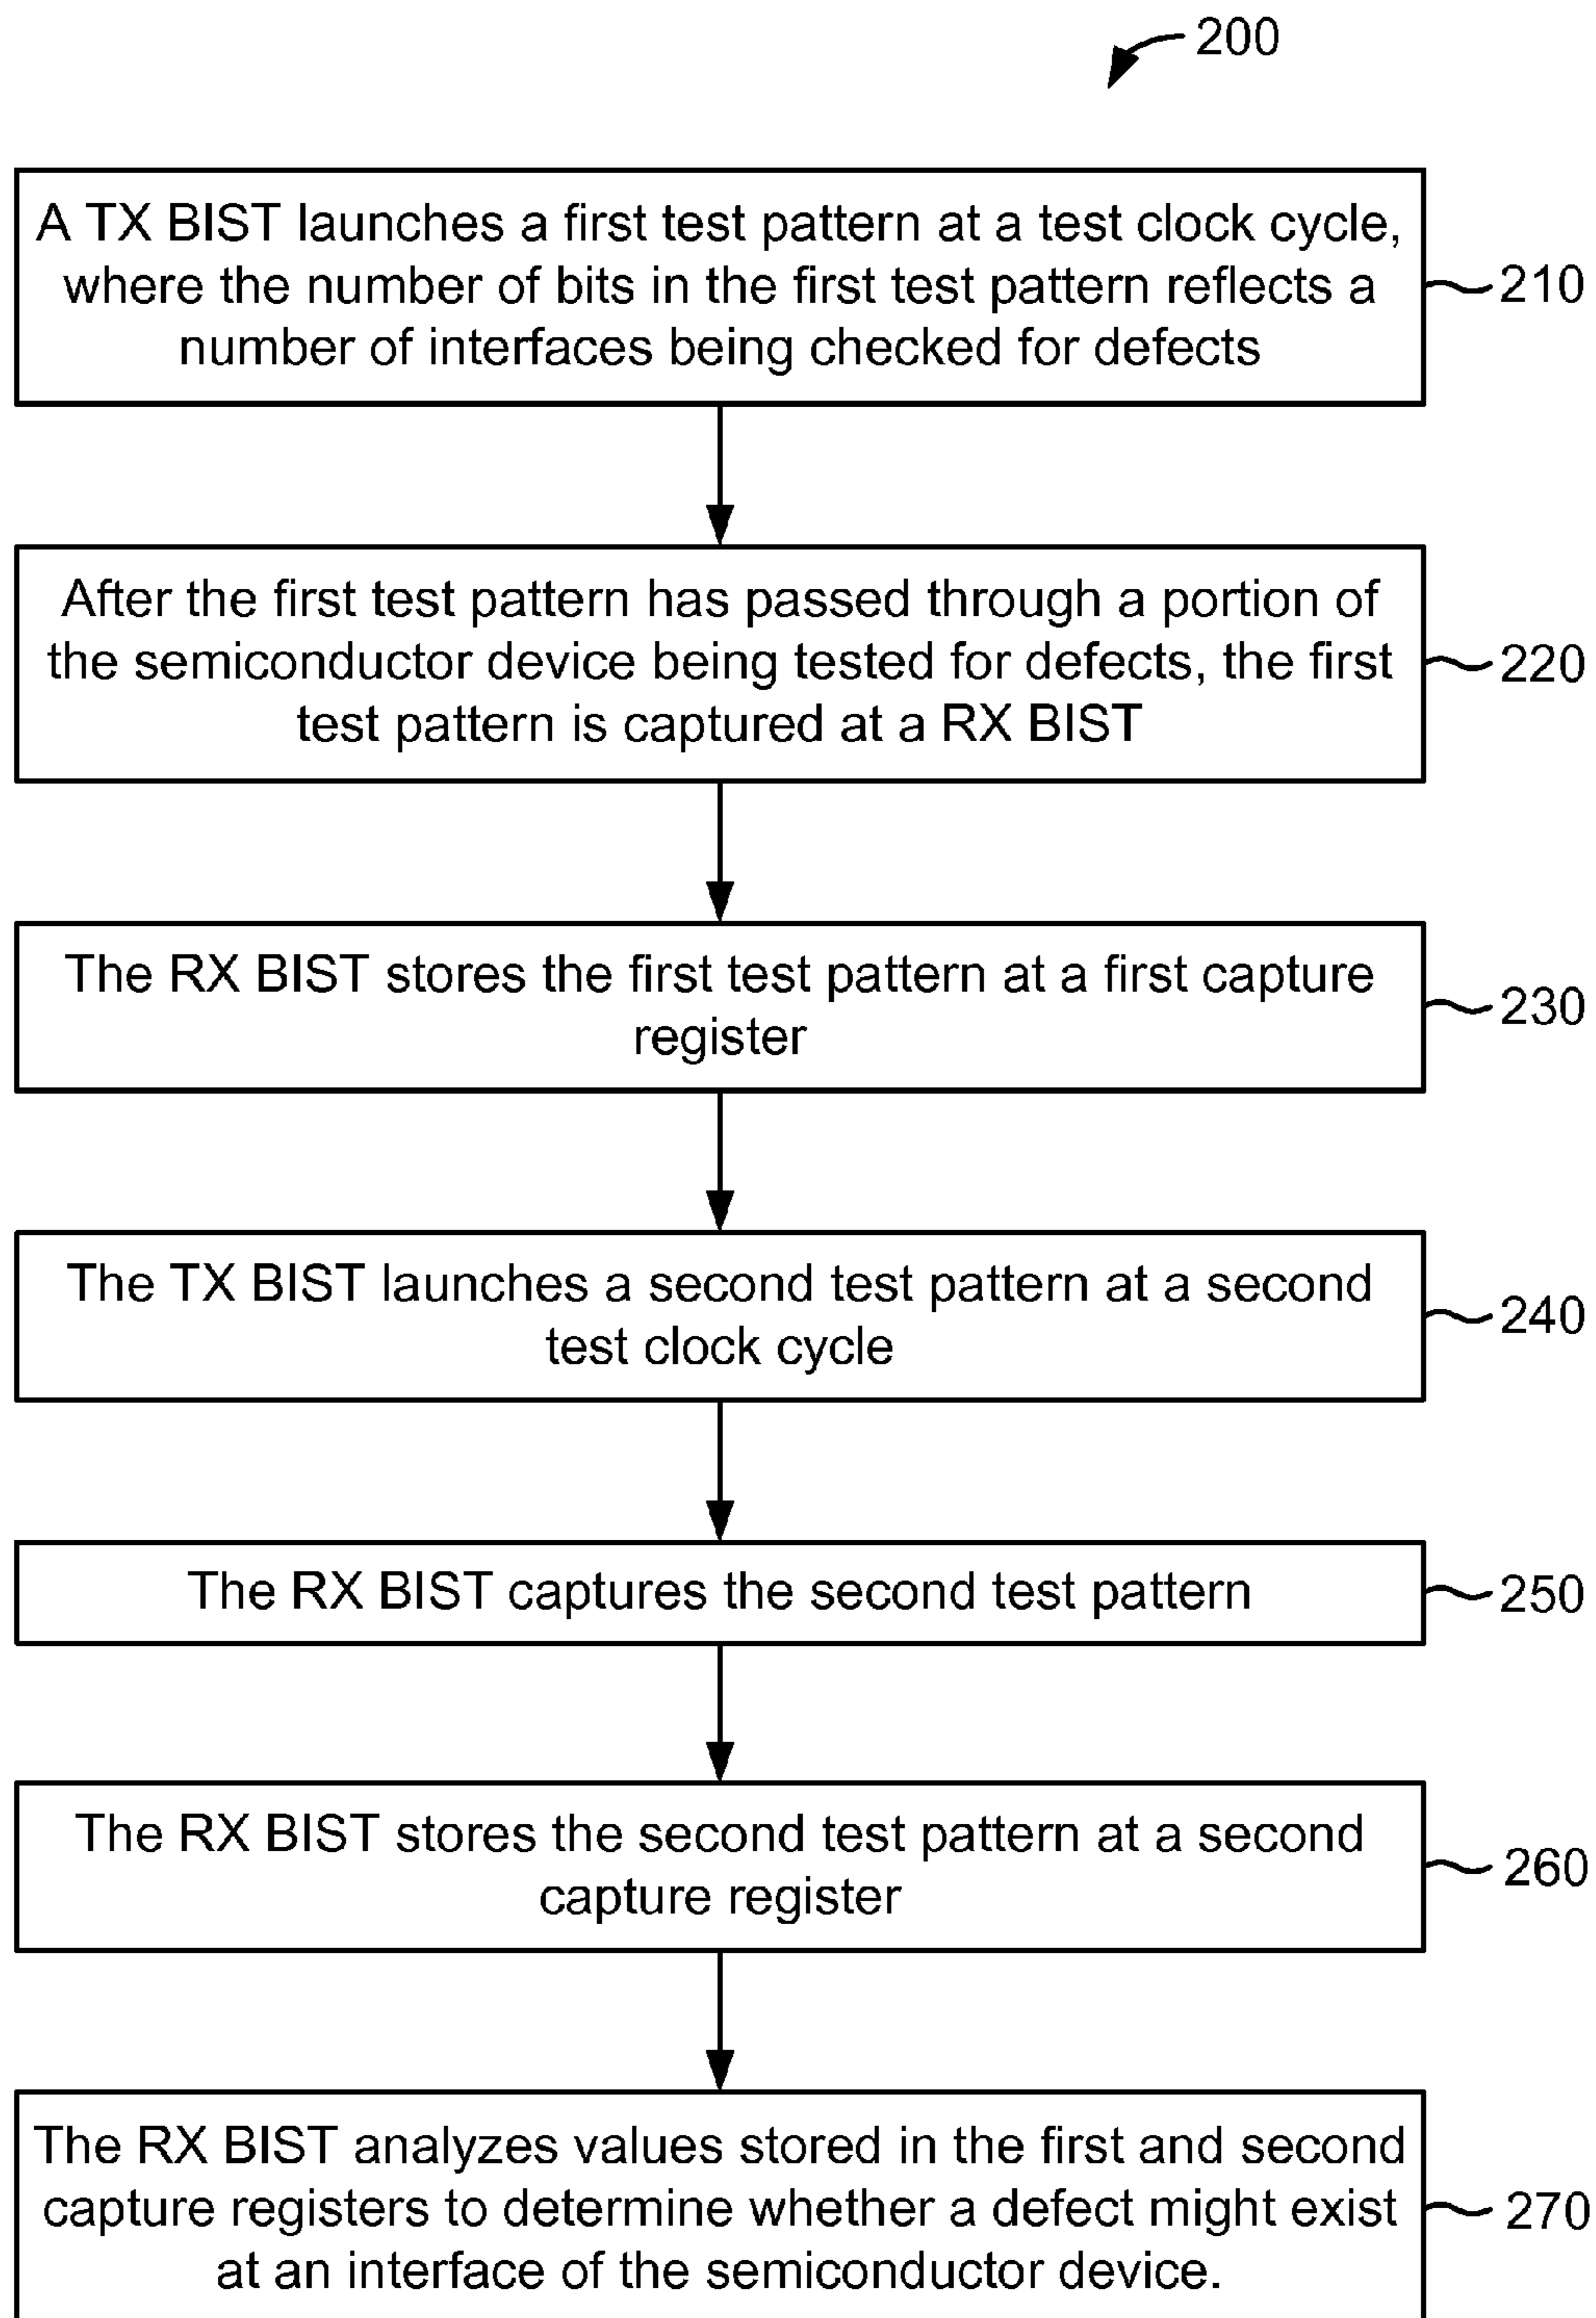 200
A TX BIST launches a first test pattern at a test clock cycle,
where the number of bits in the first test pattern reflects a
number of interfaces being checked for defects
210
After the first test pattern has passed through a portion of
the semiconductor device being tested for defects, the first
test pattern is captured at a RX BIST
220
The RX BIST stores the first test pattern at a first capture
register
230
The TX BIST launches a second test pattern at a second
test clock cycle
240
The RX BIST captures the second test pattern
250
The RX BIST stores the second test pattern at a second
capture register
260
The RX BIST analyzes values stored in the first and second
capture registers to determine whether a defect might exist
at an interface of the semiconductor device.
270